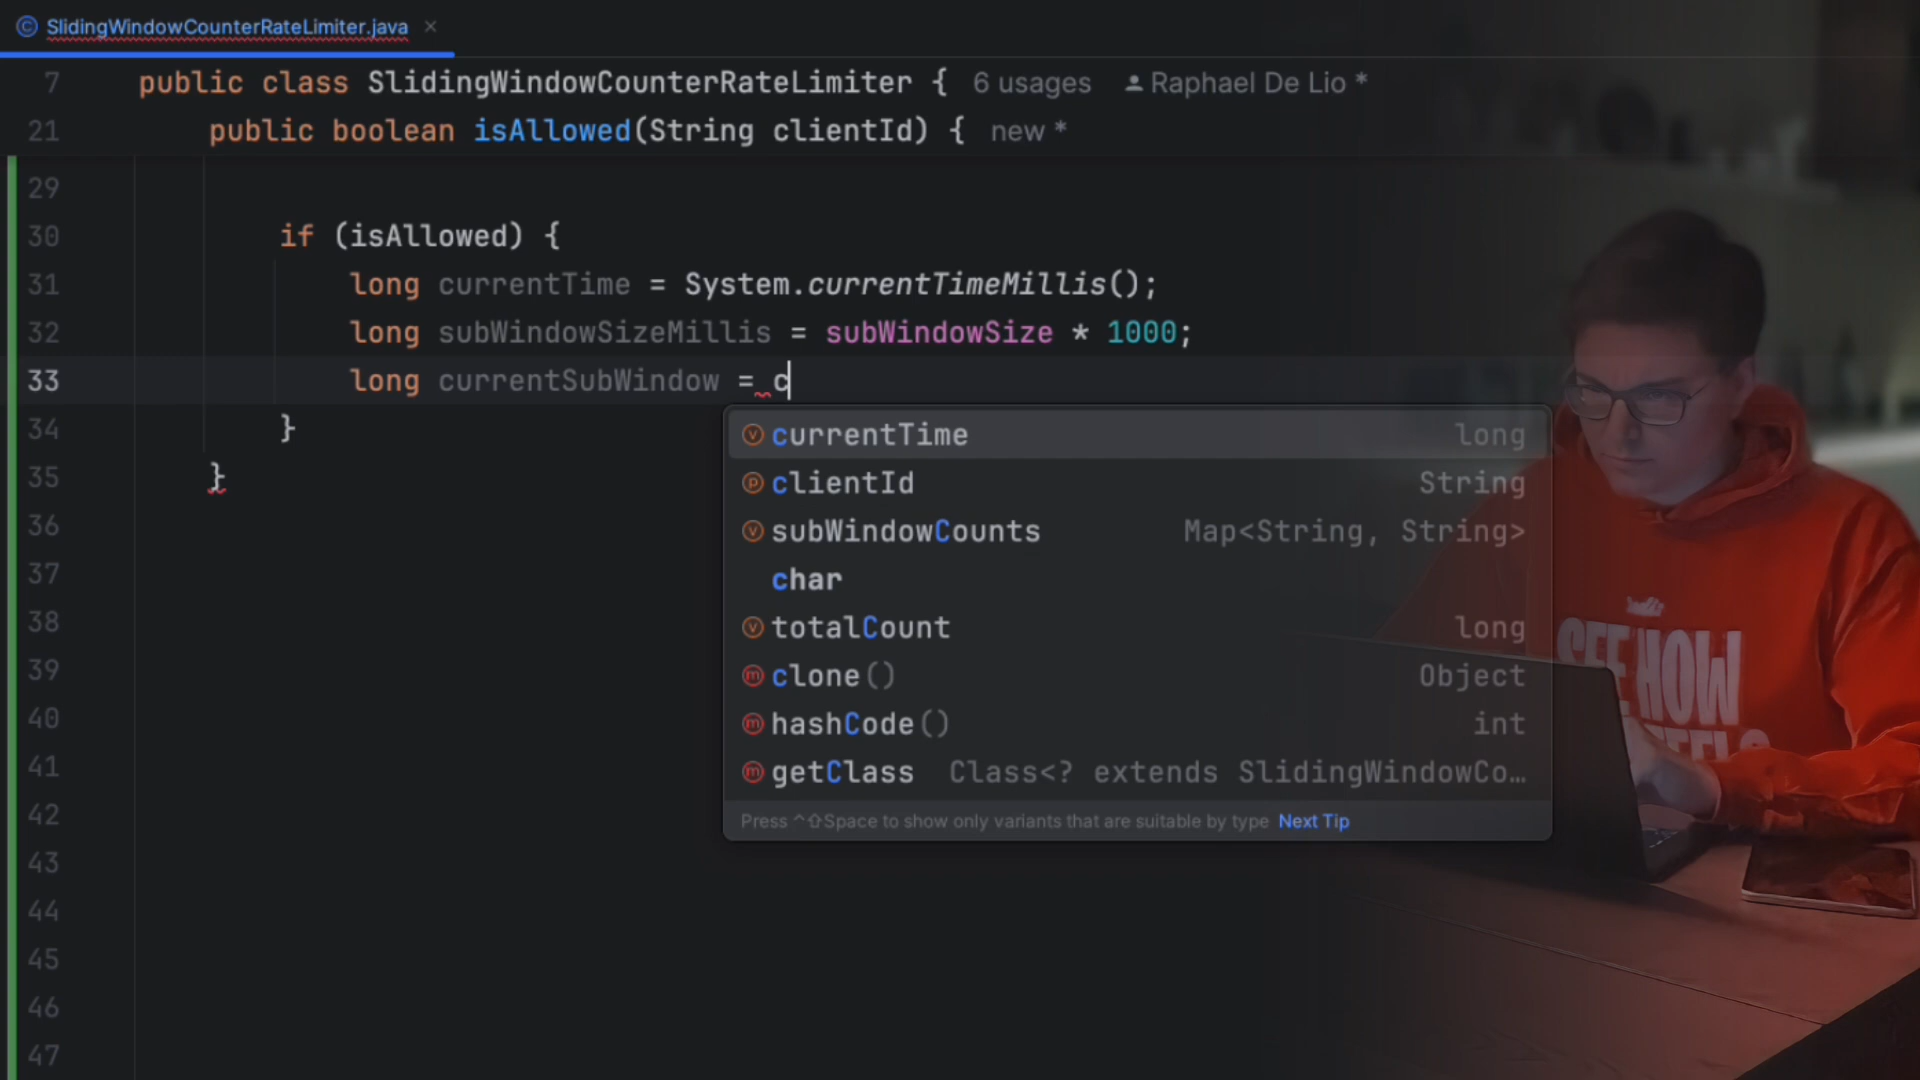 SlidingWindowCounterRateLimiter.java
7 public class SlidingWindowCounterRateLimiter { 6 usages Raphael De Lio *
21 public boolean isAllowed(String clientId) { new *
29
30 if (isAllowed) {
31 long currentTime = System.currentTimeMillis();
32 long subWindowSizeMillis = subWindowSize * 1000;
33 long currentSubWindow = c
34 }
35 }
36
37
38
39
40
41
42
43
44
45
46
47
currentTime long
clientId String
subWindowCounts Map<String, String>
char
totalCount long
clone() Object
hashCode() int
getClass Class<? extends SlidingWindowCo…
Press ^⇧Space to show only variants that are suitable by type Next Tip
SEE HOW